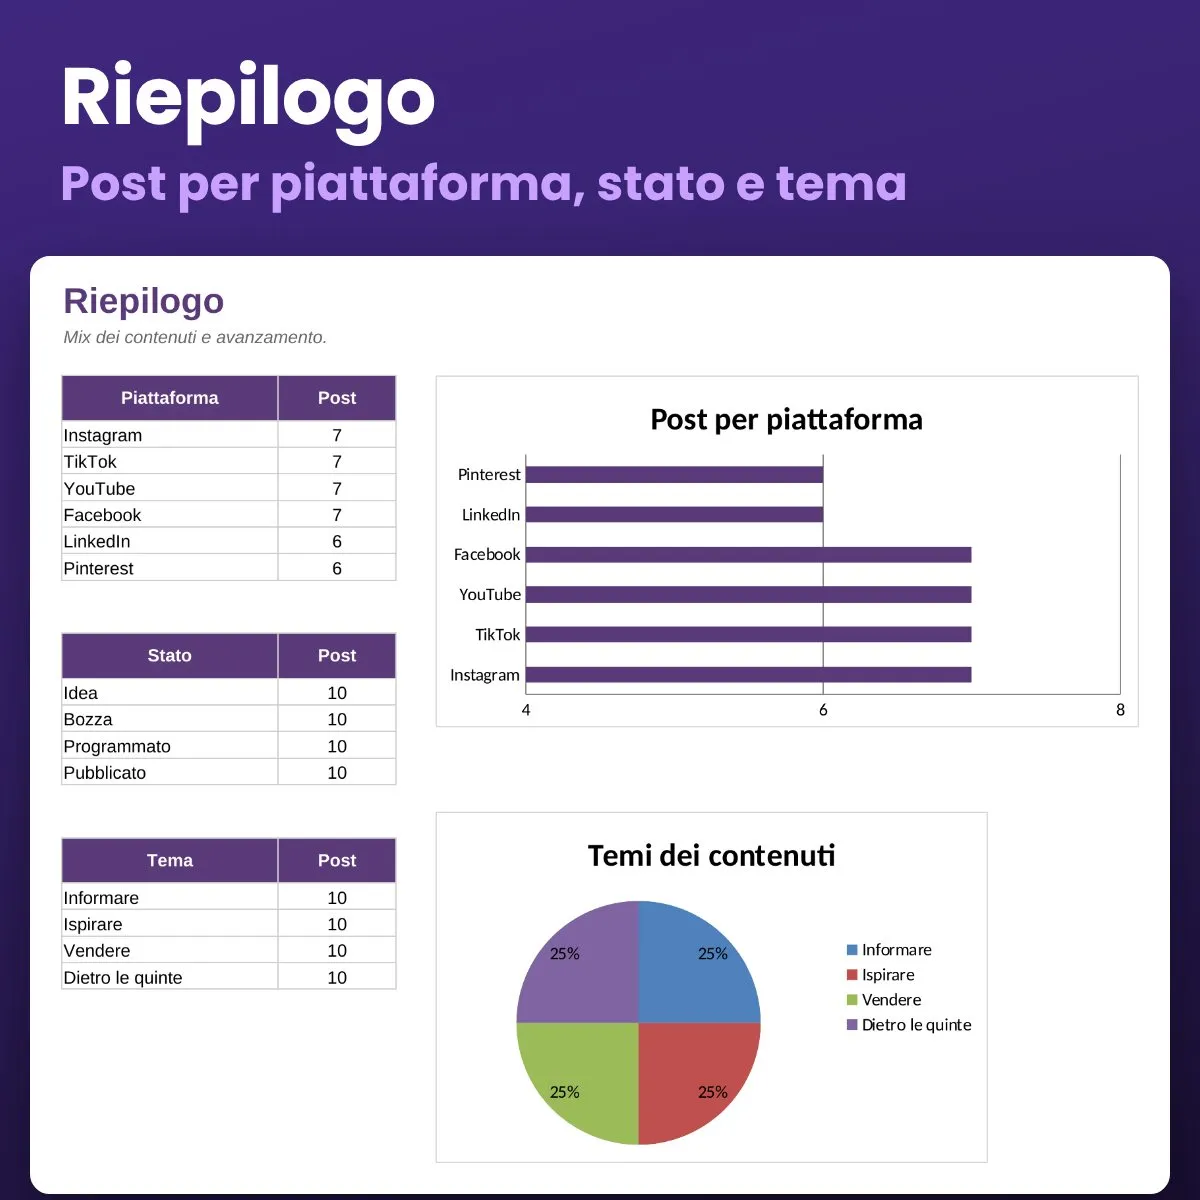 Riepilogo
Post per piattaforma, stato e tema
Riepilogo
Mix dei contenuti e avanzamento.
Piattaforma Post
Instagram 7
TikTok 7
YouTube 7
Facebook 7
LinkedIn 6
Pinterest 6
Stato Post
Idea 10
Bozza 10
Programmato 10
Pubblicato 10
Tema Post
Informare 10
Ispirare 10
Vendere 10
Dietro le quinte 10
Post per piattaforma
Pinterest
LinkedIn
Facebook
YouTube
TikTok
Instagram
4 6 8
Temi dei contenuti
25% 25%
25% 25%
Informare
Ispirare
Vendere
Dietro le quinte